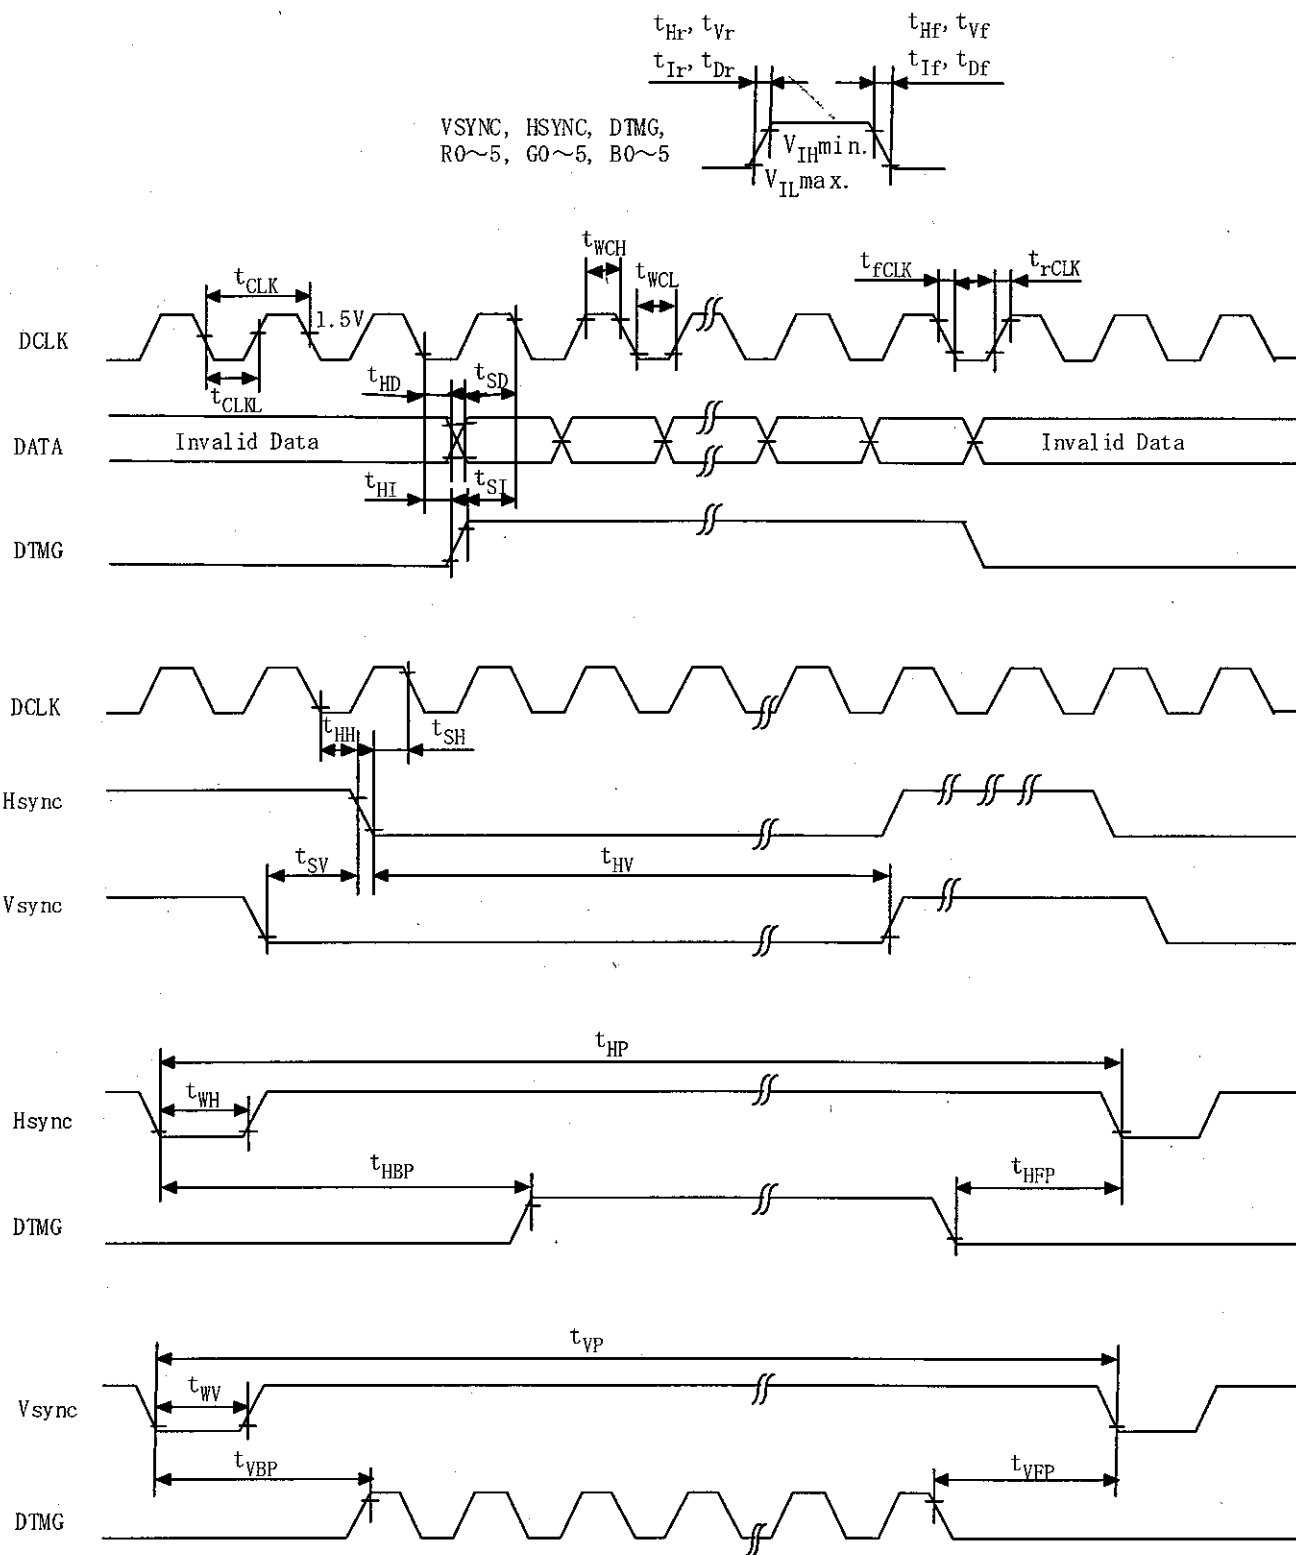 tHr, tVr
tHf, tVf
tIr, tDr
tIf, tDf
VSYNC, HSYNC, DTMG,
R0~5, G0~5, B0~5
VIHmin.
VILmax.
tCLK
tWCH
tWCL
tfCLK
trCLK
1.5V
DCLK
tCLKL
tHD
tSD
DATA
Invalid Data
Invalid Data
tHI
tSI
DTMG
DCLK
tHH
tSH
Hsync
tSV
tHV
Vsync
tHP
tWH
Hsync
tHBP
tHFP
DTMG
tVP
tWV
Vsync
tVBP
tVFP
DTMG